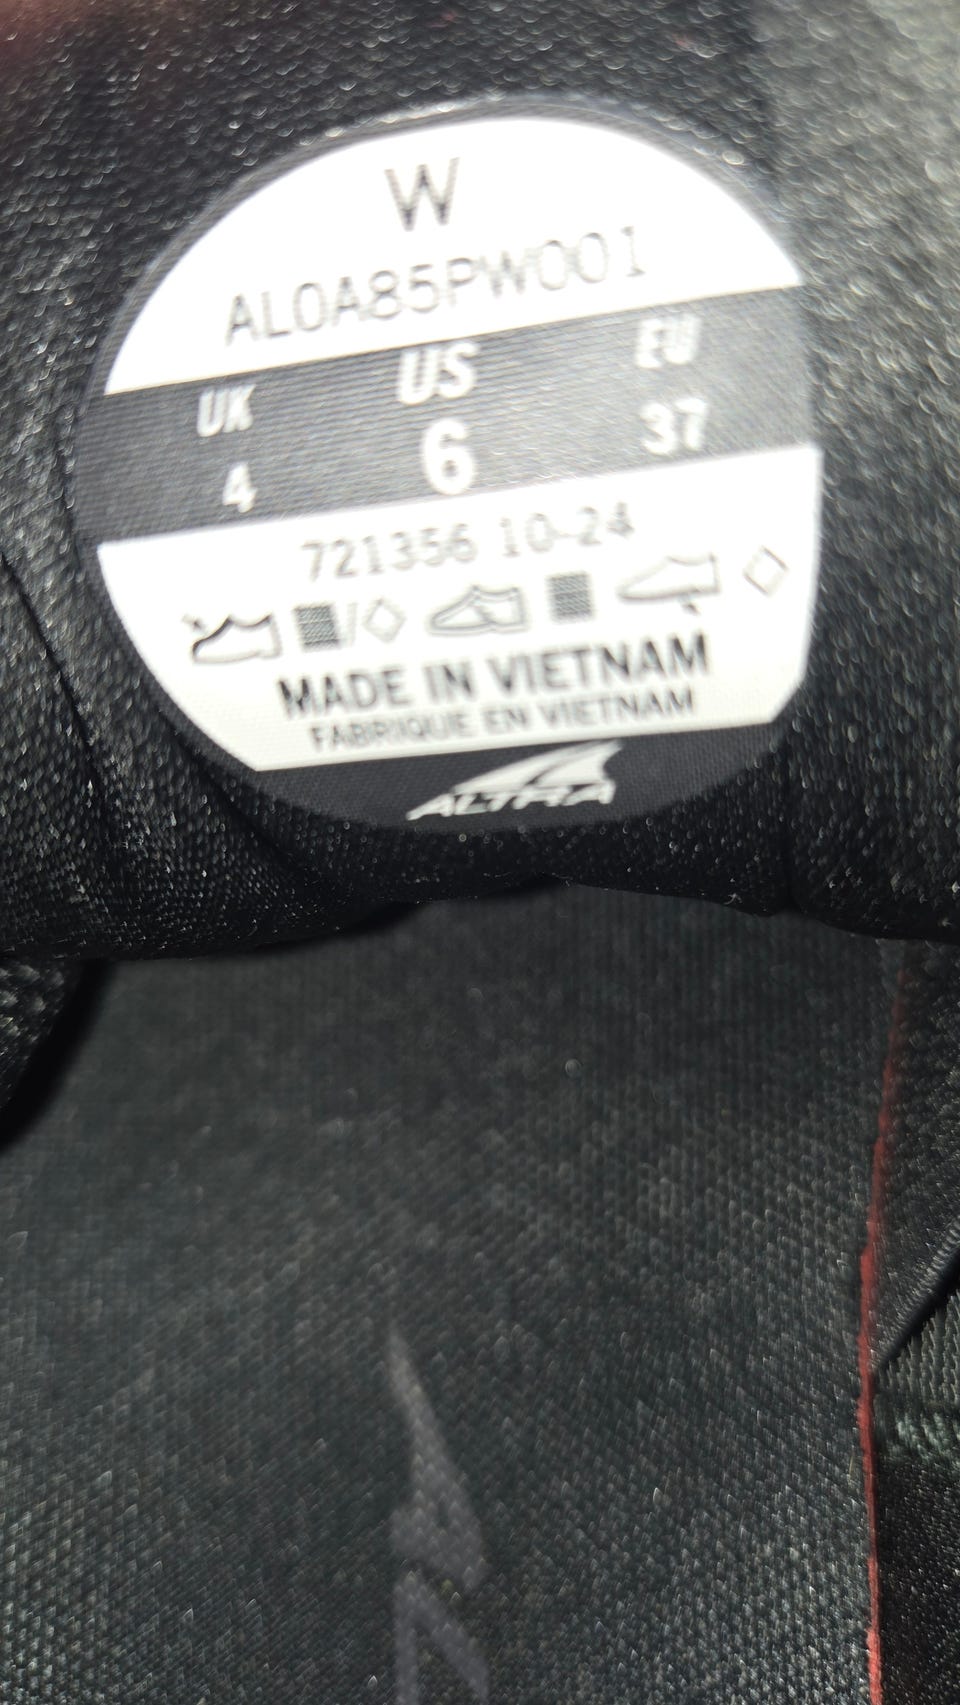 W
AL0A85PW001
UK US EU
4 6 37
721356 10-24
MADE IN VIETNAM
FABRIQUE EN VIETNAM
ALTRA